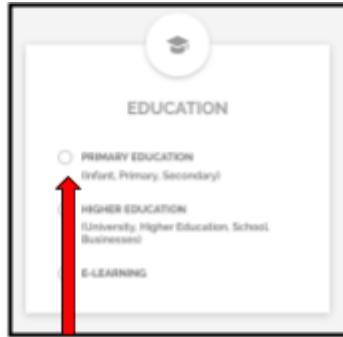 EDUCATION
PRIMARY EDUCATION
(Infant, Primary, Secondary)
HIGHER EDUCATION
(University, Higher Education, School,
Businesses)
E-LEARNING